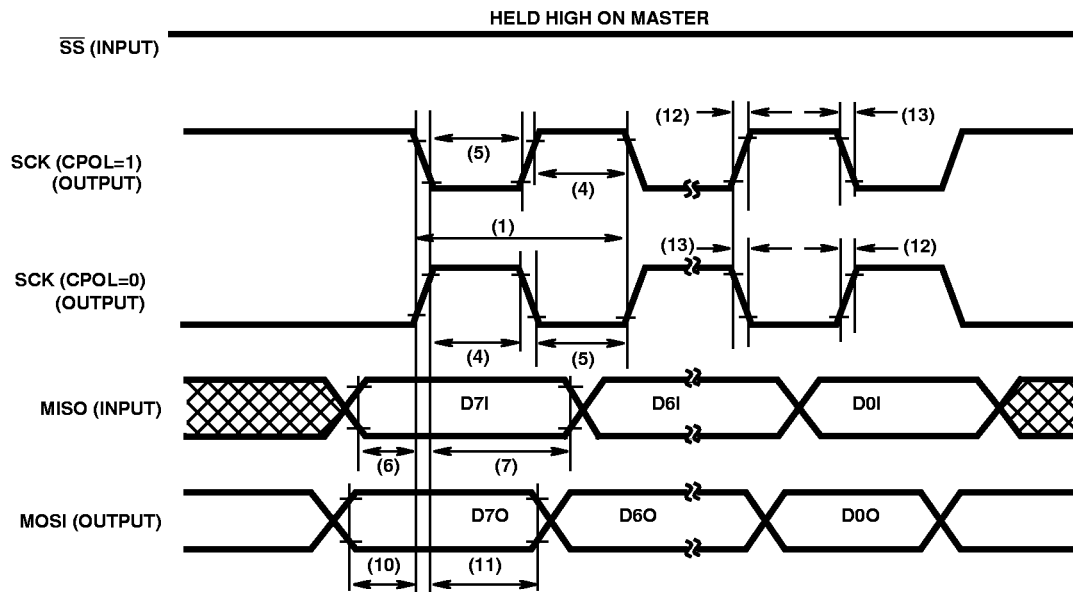 HELD HIGH ON MASTER
SS (INPUT)
(12)
(13)
SCK (CPOL=1)
(OUTPUT)
(5)
(4)
(1)
(13)
(12)
SCK (CPOL=0)
(OUTPUT)
(4)
(5)
MISO (INPUT)
D7I
D6I
D0I
(6)
(7)
MOSI (OUTPUT)
D7O
D6O
D0O
(10)
(11)